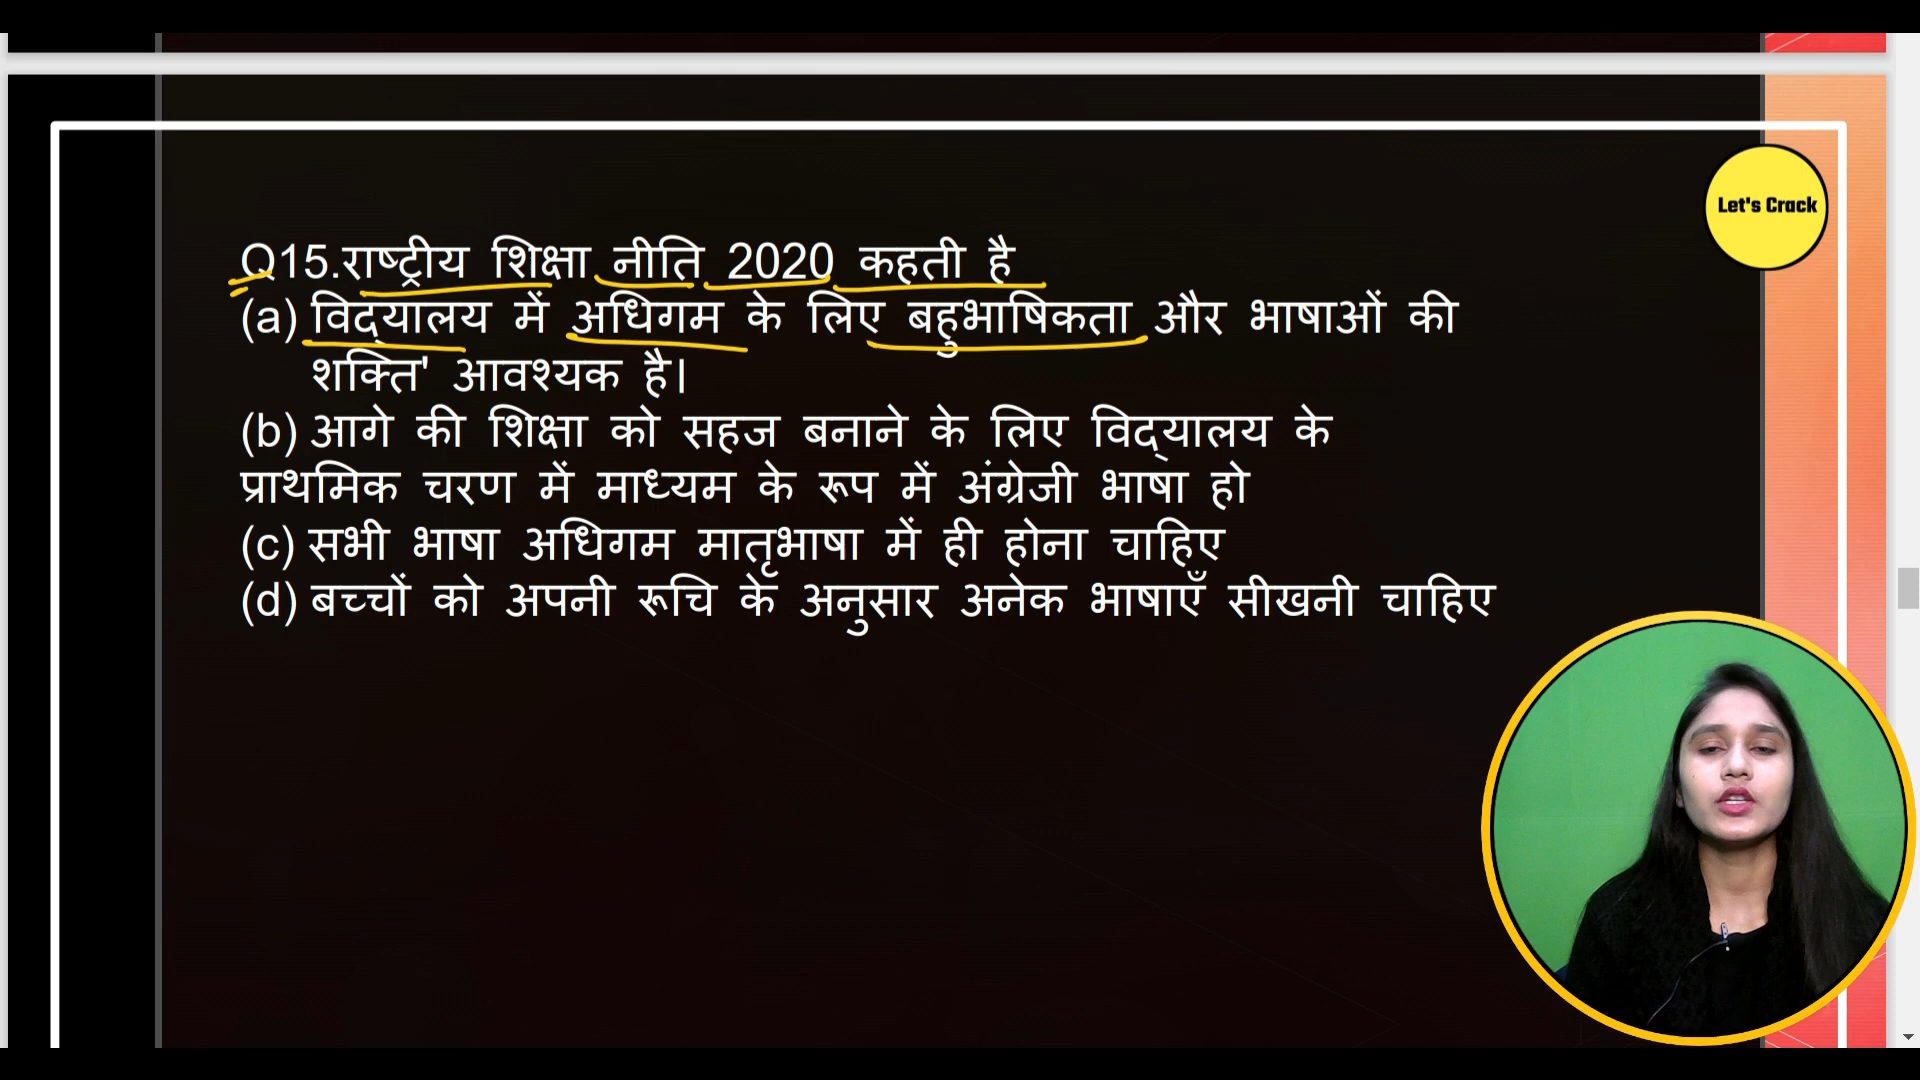 Let's Crack
Q15.राष्ट्रीय शिक्षा नीति 2020 कहती है
(a) विद्यालय में अधिगम के लिए बहुभाषिकता और भाषाओं की
शक्ति' आवश्यक है।
(b) आगे की शिक्षा को सहज बनाने के लिए विद्यालय के
प्राथमिक चरण में माध्यम के रूप में अंग्रेजी भाषा हो
(c) सभी भाषा अधिगम मातृभाषा में ही होना चाहिए
(d) बच्चों को अपनी रूचि के अनुसार अनेक भाषाएँ सीखनी चाहिए